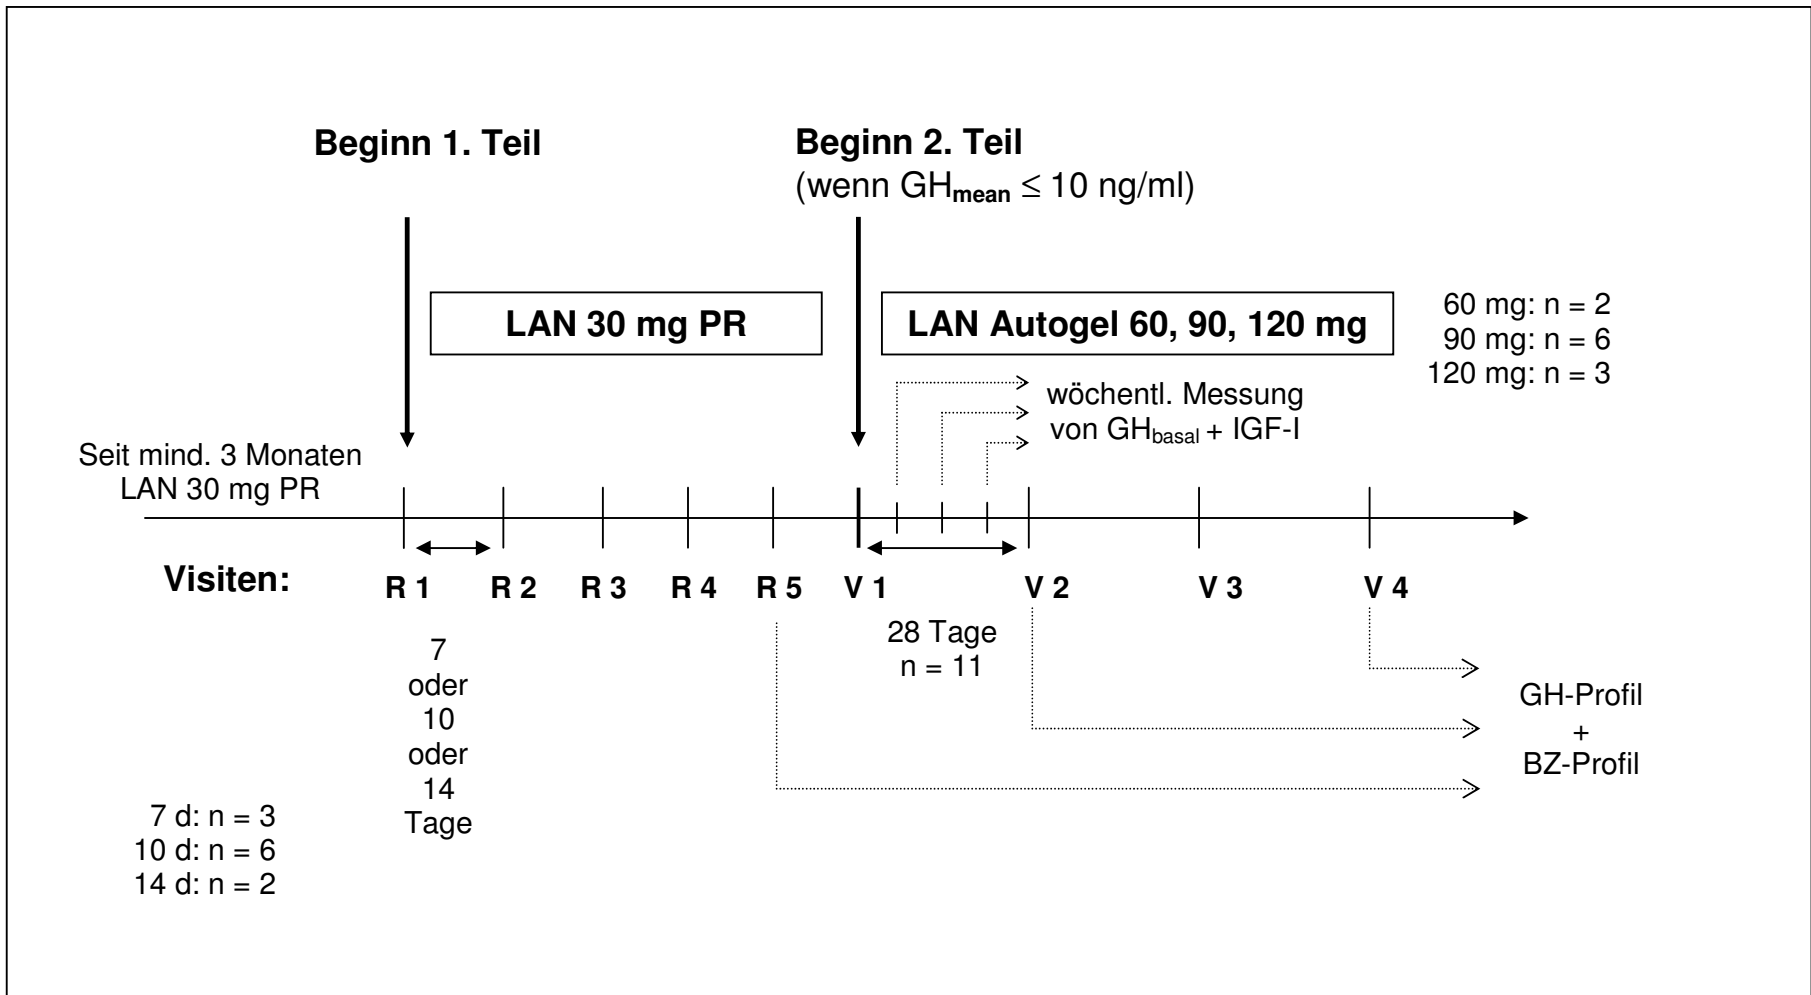 Beginn 1. Teil
Beginn 2. Teil
(wenn GHmean ≤ 10 ng/ml)
LAN 30 mg PR
LAN Autogel 60, 90, 120 mg
60 mg: n = 2
90 mg: n = 6
120 mg: n = 3
wöchentl. Messung
von GHbasal + IGF-I
Seit mind. 3 Monaten
LAN 30 mg PR
Visiten:
R 1
R 2
R 3
R 4
R 5
V 1
V 2
V 3
V 4
28 Tage
n = 11
7
oder
10
oder
14
Tage
GH-Profil
+
BZ-Profil
7 d: n = 3
10 d: n = 6
14 d: n = 2